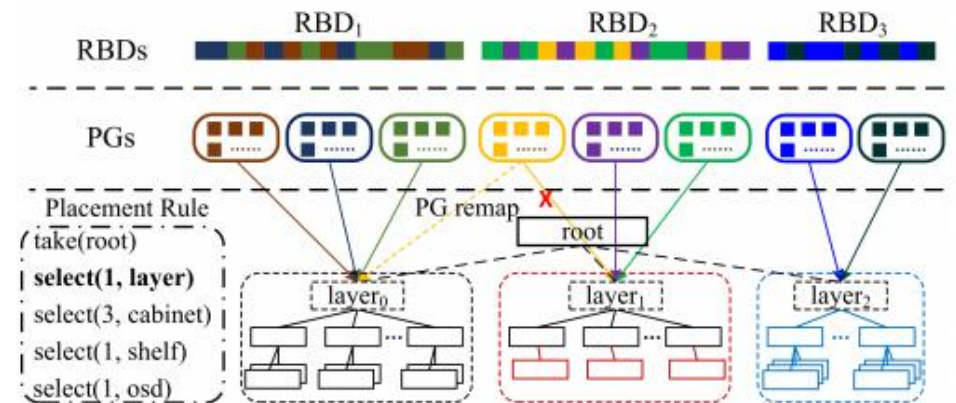 RBD₁ RBD₂ RBD₃
RBDs
PGs ...... ...... ...... ...... ...... ...... ...... ......
Placement Rule
PG remap X
root
take(root)
select(1, layer)
select(3, cabinet)
select(1, shelf)
select(1, osd)
layer₀ layer₁ layer₂
... ... ...